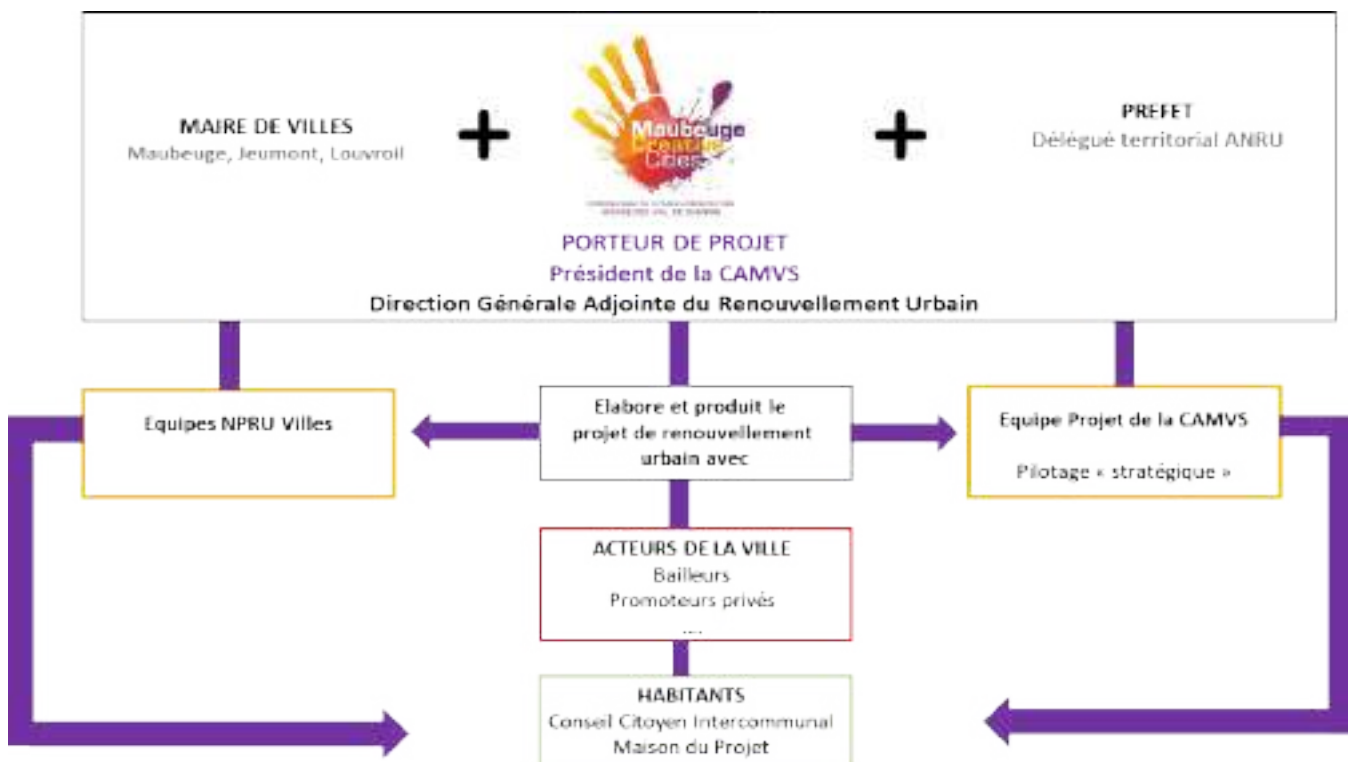 MAIRE DE VILLES
Maubeuge, Jeumont, Louvroil
+
Maubeuge
Creative
Cities
+
PREFET
Délégué territorial ANRU
PORTEUR DE PROJET
Président de la CAMVS
Direction Générale Adjointe du Renouvellement Urbain
Equipes NPRU Villes
Elabore et produit le
projet de renouvellement
urbain avec
Equipe Projet de la CAMVS
Pilotage « stratégique »
ACTEURS DE LA VILLE
Bailleurs
Promoteurs privés
....
HABITANTS
Conseil Citoyen Intercommunal
Maison du Projet